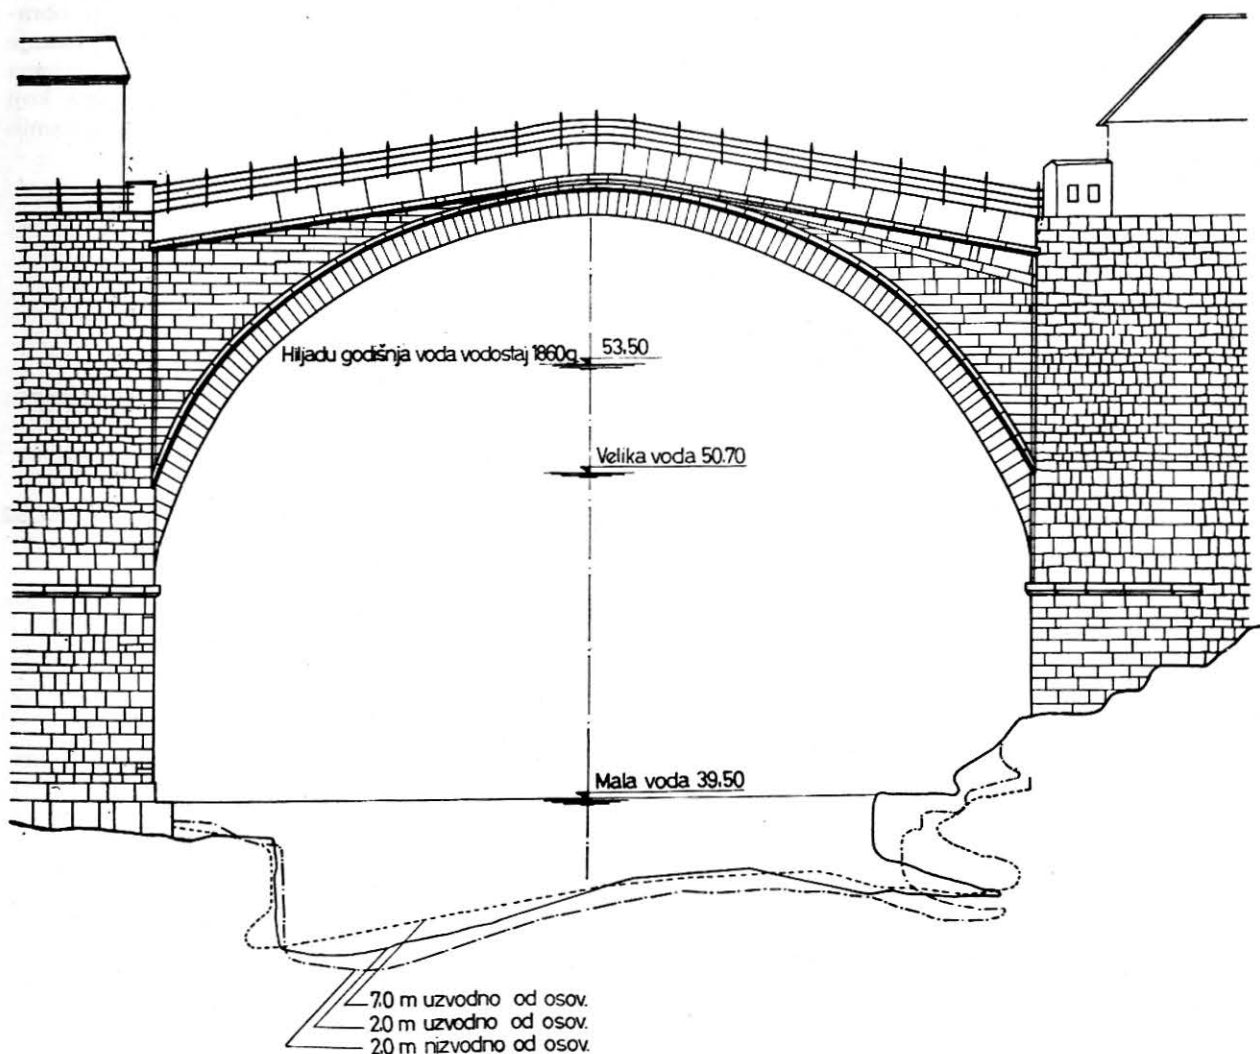 Hiljadu godišnja voda vodostaj 1860g. 53,50
Velika voda 50.70
Mala voda 39,50
7.0 m uzvodno od osov.
2.0 m uzvodno od osov.
2.0 m nizvodno od osov.